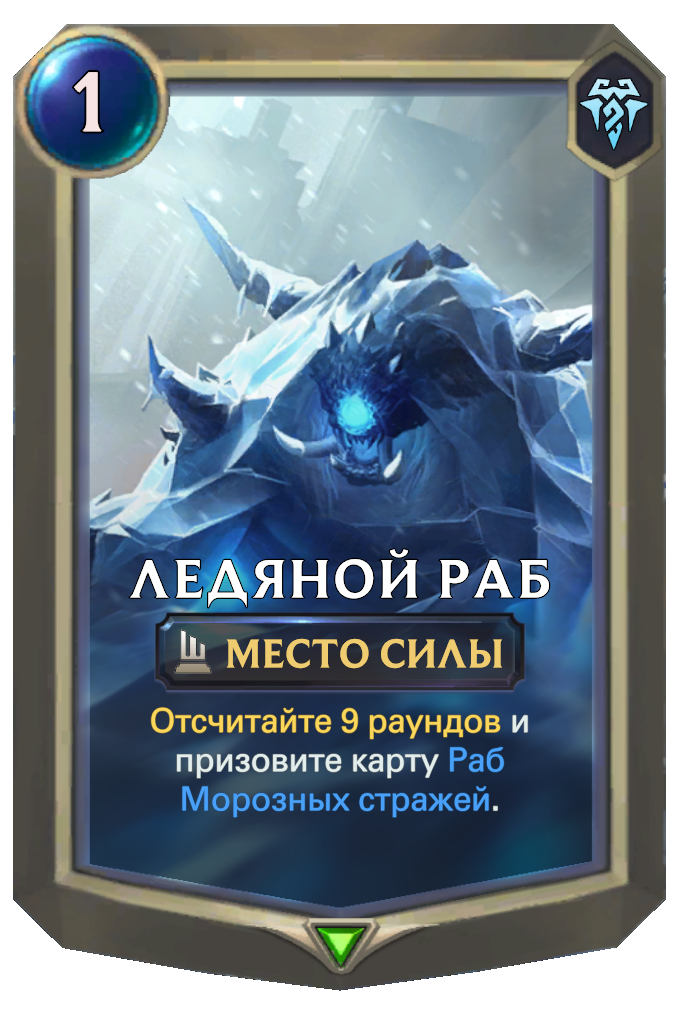 1
ЛЕДЯНОЙ РАБ
МЕСТО СИЛЫ
Отсчитайте 9 раундов и
призовите карту Раб
Морозных стражей.